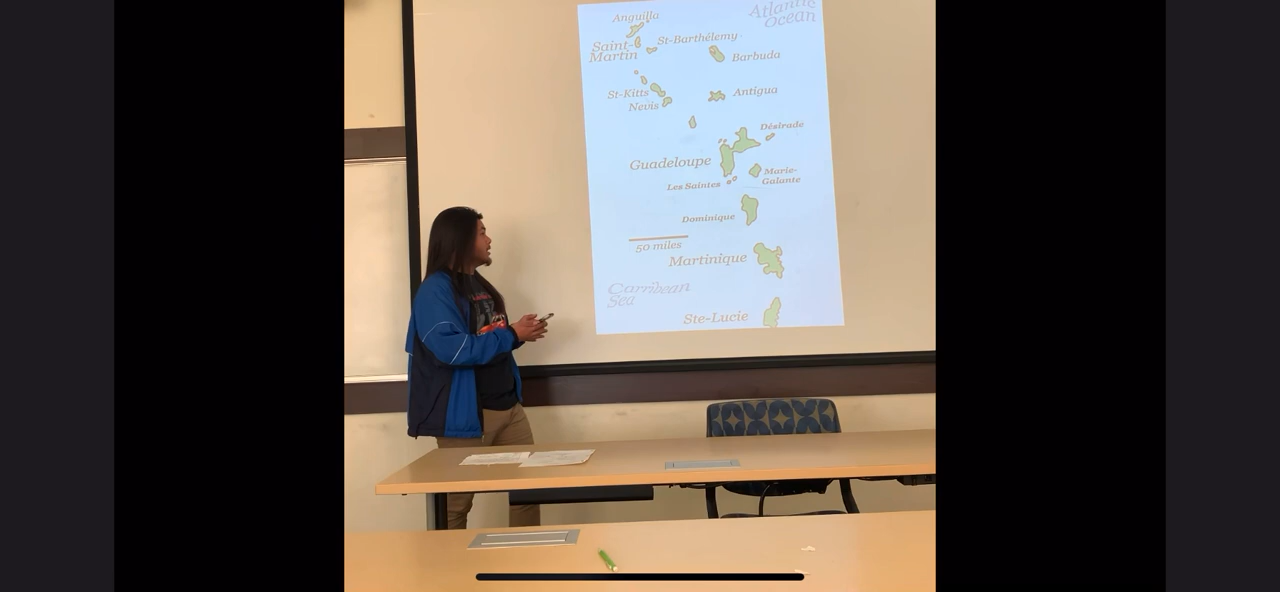 Anguilla
Atlantic
Ocean
Saint-
Martin
St-Barthélemy
Barbuda
St-Kitts
Nevis
Antigua
Désirade
Guadeloupe
Marie-
Galante
Les Saintes
Dominique
50 miles
Martinique
Carribean
Sea
Ste-Lucie